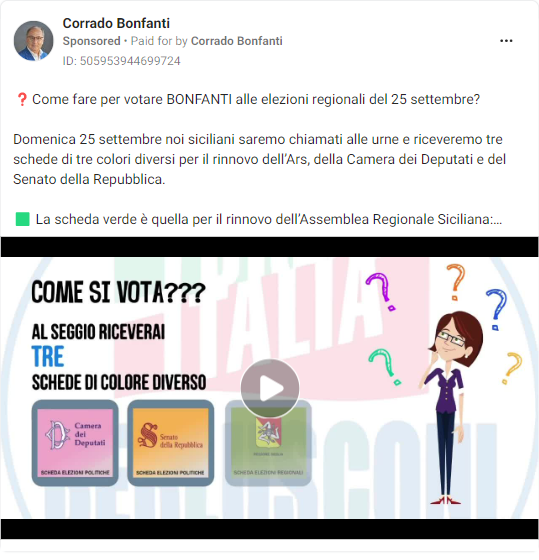 Corrado Bonfanti
Sponsored • Paid for by Corrado Bonfanti
ID: 505953944699724
❓Come fare per votare BONFANTI alle elezioni regionali del 25 settembre?
Domenica 25 settembre noi siciliani saremo chiamati alle urne e riceveremo tre
schede di tre colori diversi per il rinnovo dell'Ars, della Camera dei Deputati e del
Senato della Repubblica.
🟩 La scheda verde è quella per il rinnovo dell'Assemblea Regionale Siciliana:...
ITALIA
BERLUSCONI
COME SI VOTA???
AL SEGGIO RICEVERAI
TRE
SCHEDE DI COLORE DIVERSO
Camera
dei
Deputati
SCHEDA ELEZIONI POLITICHE
Senato
della Repubblica
SCHEDA ELEZIONI POLITICHE
REGIONE SICILIA
SCHEDA ELEZIONI REGIONALI